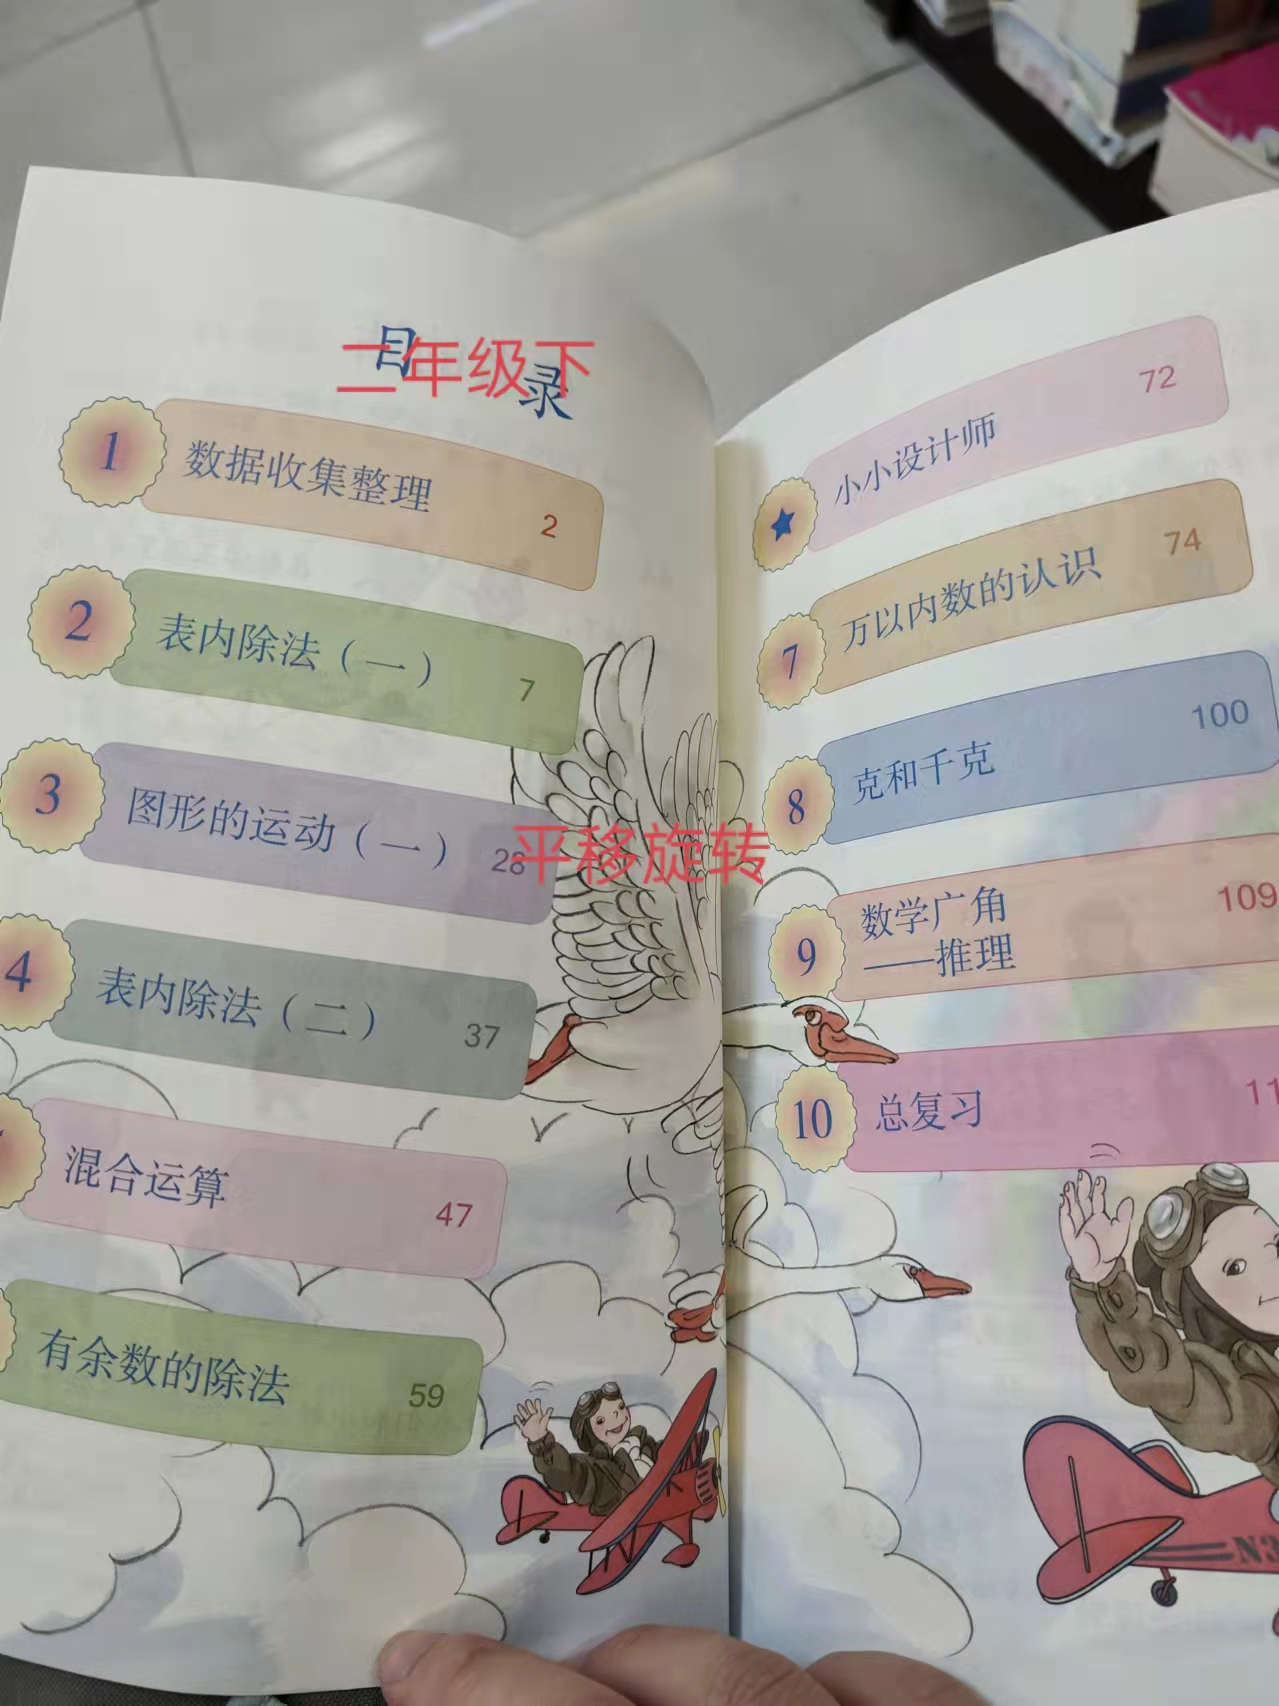 目录
二年级下
1 数据收集整理 2
2 表内除法（一） 7
3 图形的运动（一） 28
平移旋转
4 表内除法（二） 37
混合运算 47
有余数的除法 59
小小设计师 72
7 万以内数的认识 74
8 克和千克 100
9 数学广角 109
——推理
10 总复习 11
N3